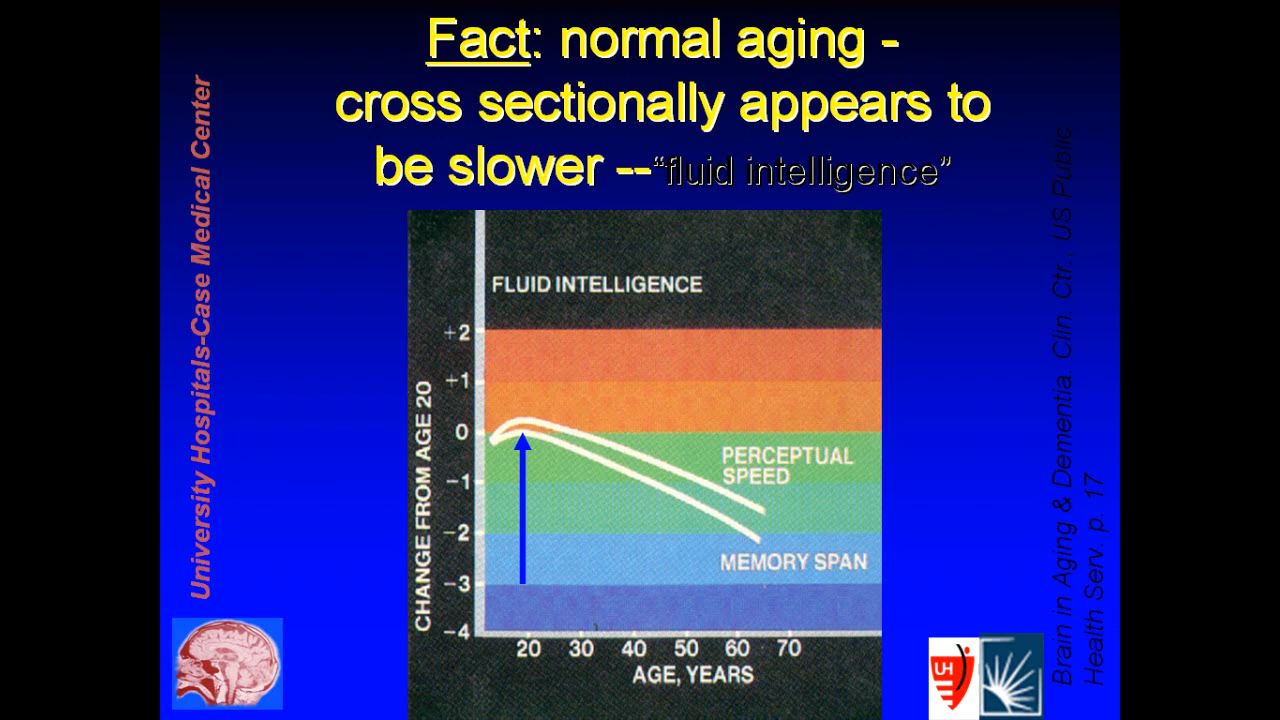 Fact: normal aging -
cross sectionally appears to
be slower --“fluid intelligence”
University Hospitals-Case Medical Center
Brain in Aging & Dementia. Clin. Ctr., US Public
Health Serv. p. 17
FLUID INTELLIGENCE
CHANGE FROM AGE 20
+2
+1
0
-1
-2
-3
-4
PERCEPTUAL
SPEED
MEMORY SPAN
20 30 40 50 60 70
AGE, YEARS
UH